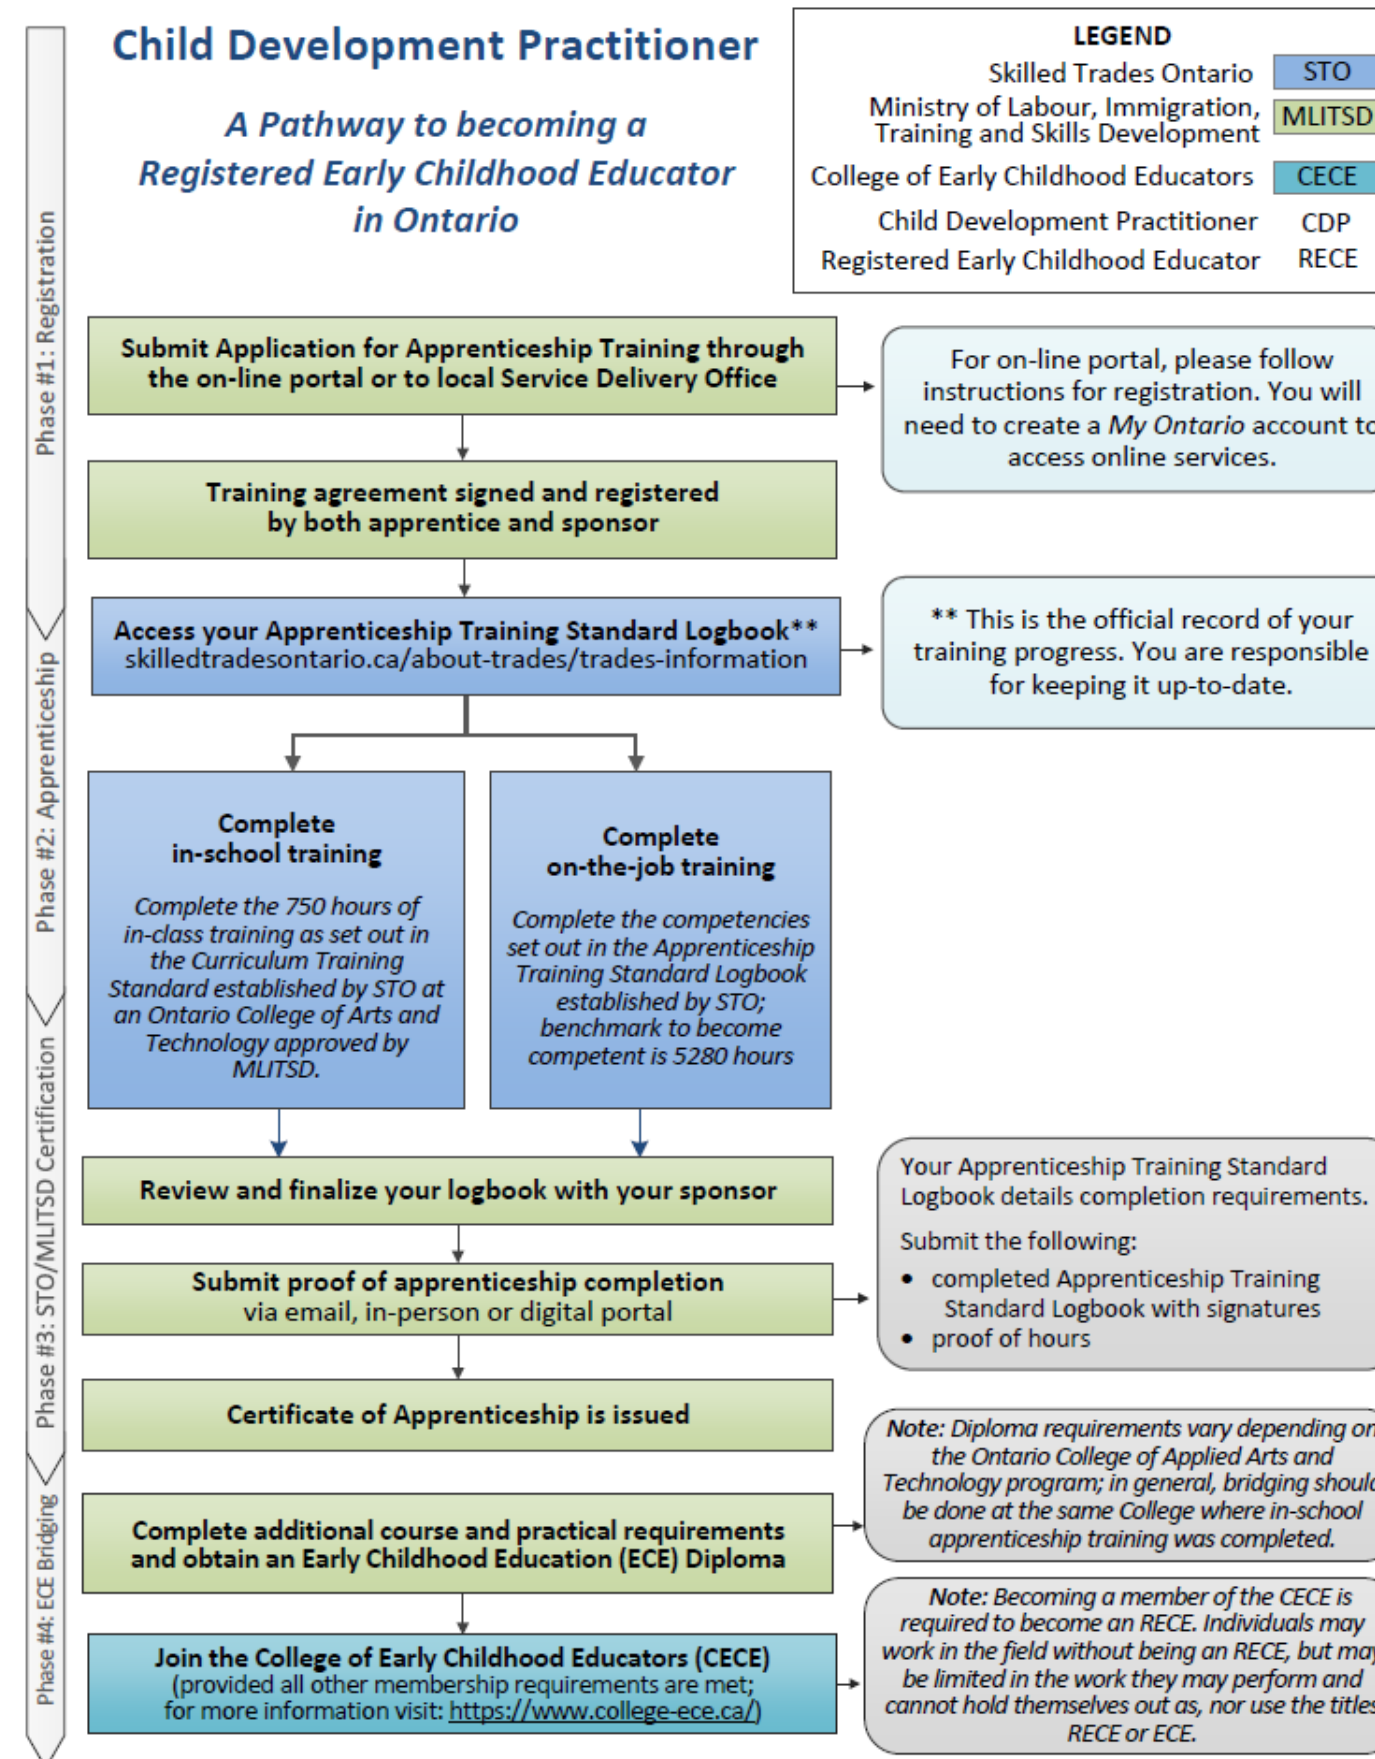 Child Development Practitioner
A Pathway to becoming a
Registered Early Childhood Educator
in Ontario
LEGEND
Skilled Trades Ontario STO
Ministry of Labour, Immigration,
Training and Skills Development MLITSD
College of Early Childhood Educators CECE
Child Development Practitioner CDP
Registered Early Childhood Educator RECE
Phase #1: Registration
Submit Application for Apprenticeship Training through
the on-line portal or to local Service Delivery Office
For on-line portal, please follow
instructions for registration. You will
need to create a My Ontario account to
access online services.
Training agreement signed and registered
by both apprentice and sponsor
Phase #2: Apprenticeship
Access your Apprenticeship Training Standard Logbook**
skilledtradesontario.ca/about-trades/trades-information
** This is the official record of your
training progress. You are responsible
for keeping it up-to-date.
Complete
in-school training
Complete the 750 hours of
in-class training as set out in
the Curriculum Training
Standard established by STO at
an Ontario College of Arts and
Technology approved by
MLITSD.
Complete
on-the-job training
Complete the competencies
set out in the Apprenticeship
Training Standard Logbook
established by STO;
benchmark to become
competent is 5280 hours
Phase #3: STO/MLITSD Certification
Review and finalize your logbook with your sponsor
Submit proof of apprenticeship completion
via email, in-person or digital portal
Your Apprenticeship Training Standard
Logbook details completion requirements.
Submit the following:
• completed Apprenticeship Training
Standard Logbook with signatures
• proof of hours
Certificate of Apprenticeship is issued
Phase #4: ECE Bridging
Complete additional course and practical requirements
and obtain an Early Childhood Education (ECE) Diploma
Note: Diploma requirements vary depending on
the Ontario College of Applied Arts and
Technology program; in general, bridging should
be done at the same College where in-school
apprenticeship training was completed.
Join the College of Early Childhood Educators (CECE)
(provided all other membership requirements are met;
for more information visit: https://www.college-ece.ca/)
Note: Becoming a member of the CECE is
required to become an RECE. Individuals may
work in the field without being an RECE, but may
be limited in the work they may perform and
cannot hold themselves out as, nor use the titles
RECE or ECE.